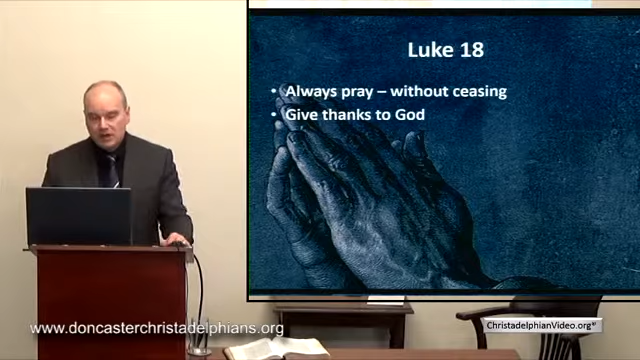 Luke 18
• Always pray – without ceasing
• Give thanks to God
www.doncasterchristadelphians.org
ChristadelphianVideo.org